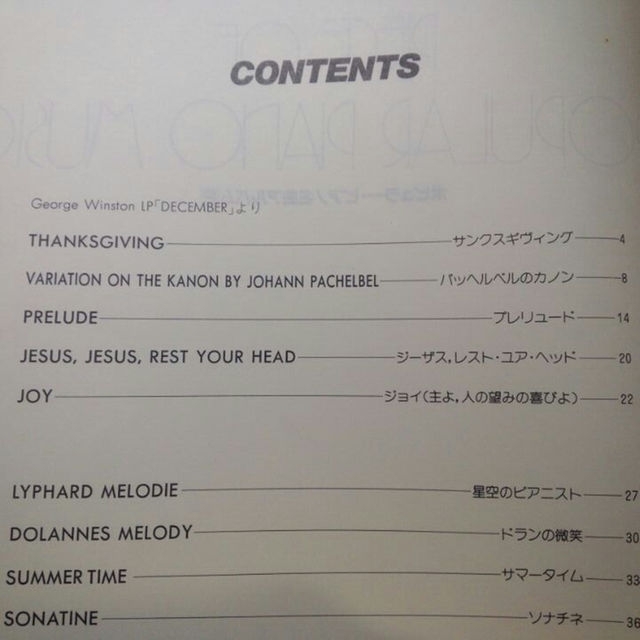 CONTENTS
George Winston LP「DECEMBER」より
THANKSGIVING サンクスギヴィング 4
VARIATION ON THE KANON BY JOHANN PACHELBEL パッヘルベルのカノン 8
PRELUDE プレリュード 14
JESUS, JESUS, REST YOUR HEAD ジーザス,レスト・ユア・ヘッド 20
JOY ジョイ(主よ,人の望みの喜びよ) 22
LYPHARD MELODIE 星空のピアニスト 27
DOLANNES MELODY ドランの微笑 30
SUMMER TIME サマータイム 33
SONATINE ソナチネ 36